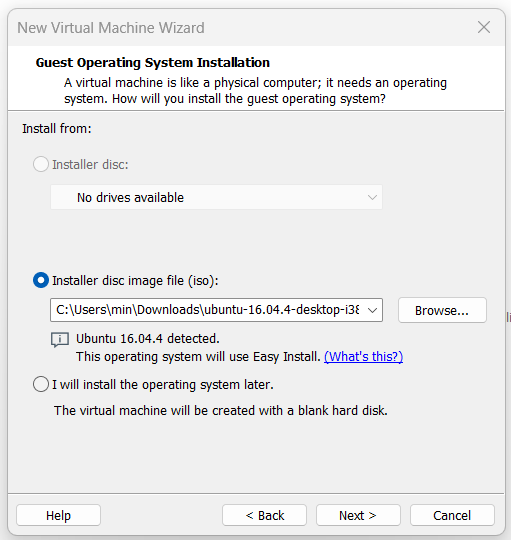 New Virtual Machine Wizard
Guest Operating System Installation
A virtual machine is like a physical computer; it needs an operating
system. How will you install the guest operating system?
Install from:
Installer disc:
No drives available
Installer disc image file (iso):
C:\Users\min\Downloads\ubuntu-16.04.4-desktop-i38
Browse...
Ubuntu 16.04.4 detected.
This operating system will use Easy Install. (What's this?)
I will install the operating system later.
The virtual machine will be created with a blank hard disk.
Help
< Back
Next >
Cancel